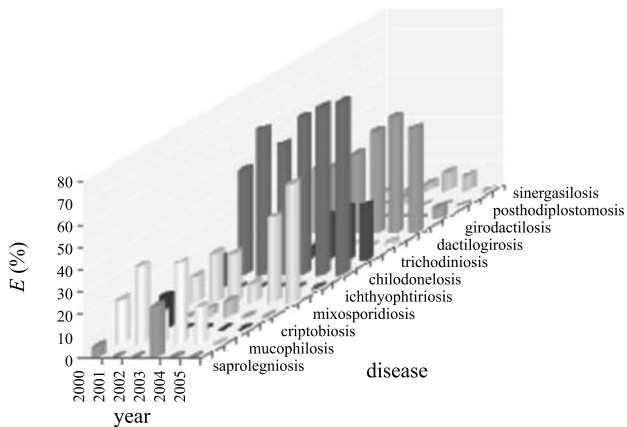 80
70
60
50
40
30
20
10
0
E (%)
2000
2001
2002
2003
2004
2005
year
saprolegniosis
mucophilosis
criptobiosis
mixosporidiosis
ichthyophtiriosis
chilodonelosis
trichodiniosis
dactilogirosis
girodactilosis
posthodiplostomosis
sinergasilosis
disease